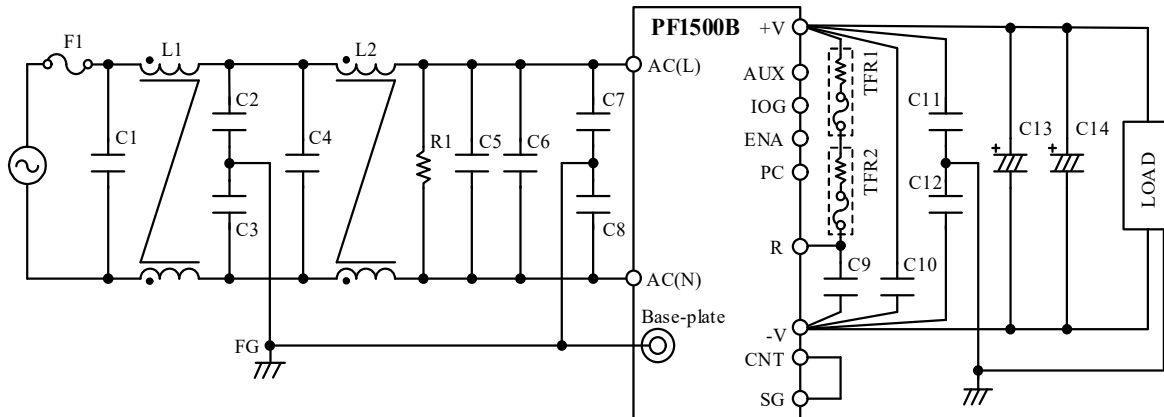 PF1500B
F1
L1
L2
C1
C2
C3
C4
R1
C5
C6
C7
C8
AC(L)
AC(N)
Base-plate
FG
+V
AUX
IOG
ENA
PC
R
-V
CNT
SG
TFR1
TFR2
C9
C10
C11
C12
+
C13
+
C14
LOAD